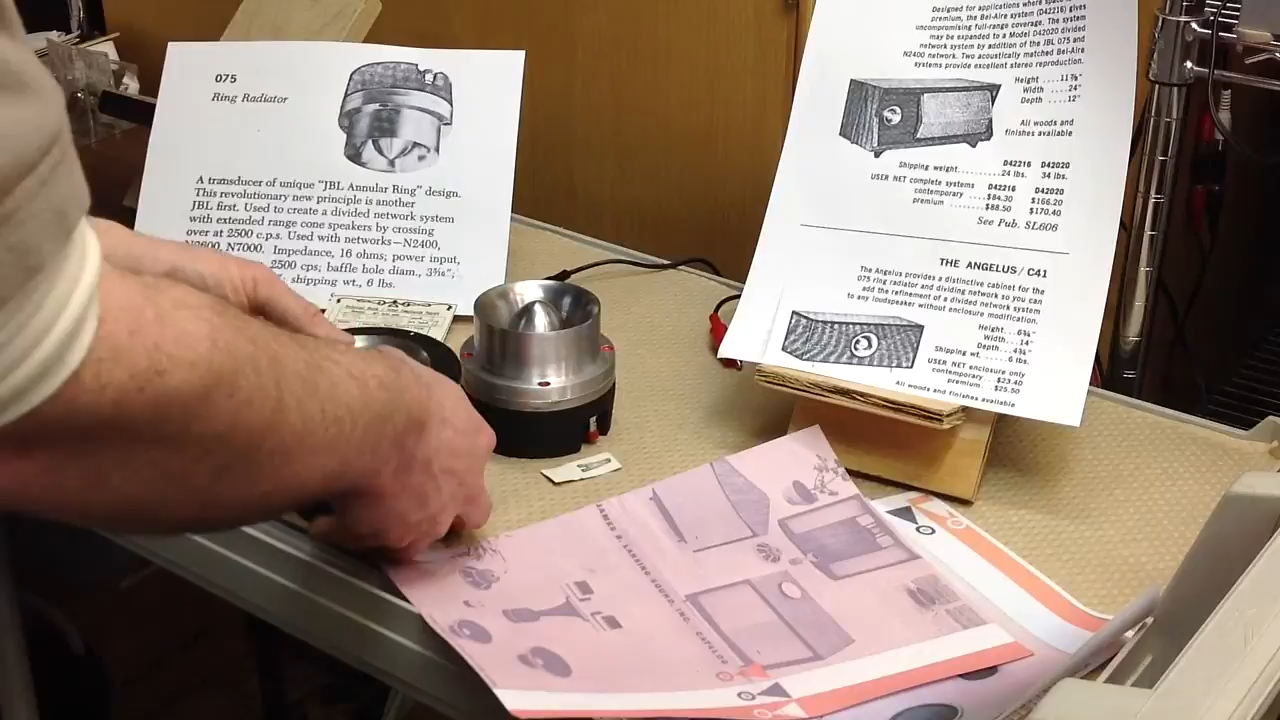 075
Ring Radiator
A transducer of unique "JBL Annular Ring" design.
This revolutionary new principle is another
JBL first. Used to create a divided network system
with extended range cone speakers by crossing
over at 2500 c.p.s. Used with networks—N2400,
N2600, N7000. Impedance, 16 ohms; power input,
2500 cps; baffle hole diam., 3 3/16";
shipping wt., 6 lbs.
Designed for applications where space
premium, the Bel-Aire system (D42216) gives
uncompromising full-range coverage. The system
may be expanded to a Model D42020 divided
network system by addition of the JBL 075 and
N2400 network. Two acoustically matched Bel-Aire
systems provide excellent stereo reproduction.
Height ....11⅜"
Width ....24"
Depth ....12"
All woods and
finishes available
D42216 D42020
Shipping weight..........24 lbs. 34 lbs.
USER NET complete systems D42216 D42020
contemporary ....$84.30 $166.20
premium ........$88.50 $170.40
See Pub. SL606
THE ANGELUS/C41
The Angelus provides a distinctive cabinet for the
075 ring radiator and dividing network so you can
add the refinement of a divided network system
to any loudspeaker without enclosure modification.
Height...6¾"
Width...14"
Depth...4¾"
Shipping wt. .....6 lbs.
USER NET enclosure only
contemporary...$23.40
premium....$25.50
All woods and finishes available
JAMES B. LANSING SOUND, INC. CATALOG